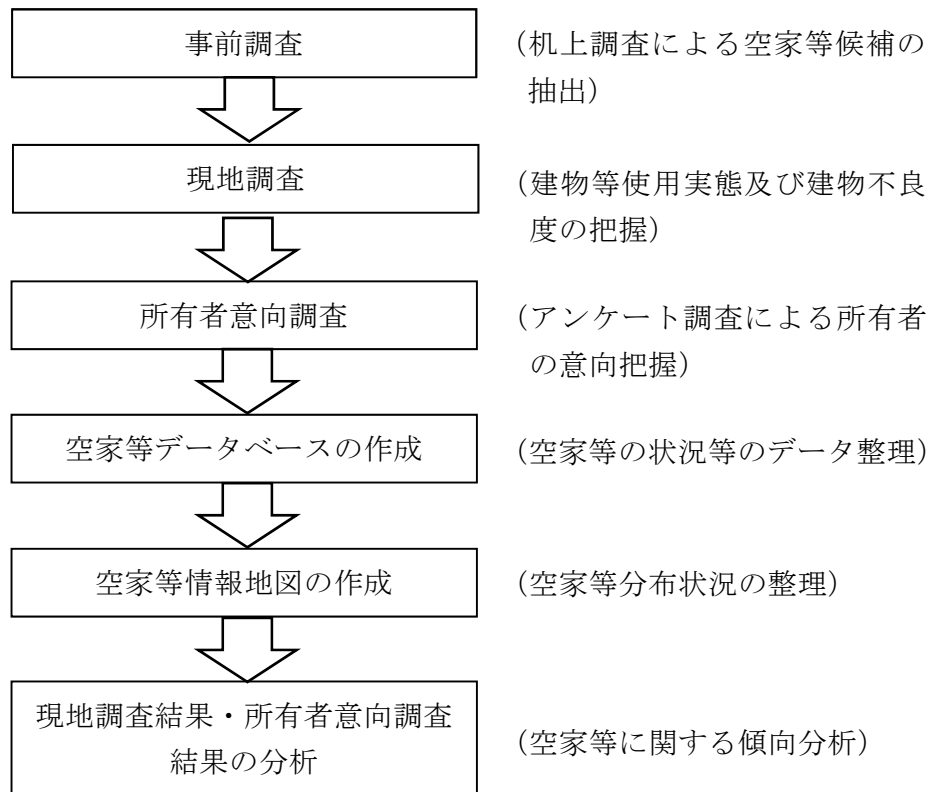 事前調査
（机上調査による空家等候補の
抽出）
現地調査
（建物等使用実態及び建物不良
度の把握）
所有者意向調査
（アンケート調査による所有者
の意向把握）
空家等データベースの作成
（空家等の状況等のデータ整理）
空家等情報地図の作成
（空家等分布状況の整理）
現地調査結果・所有者意向調査
結果の分析
（空家等に関する傾向分析）